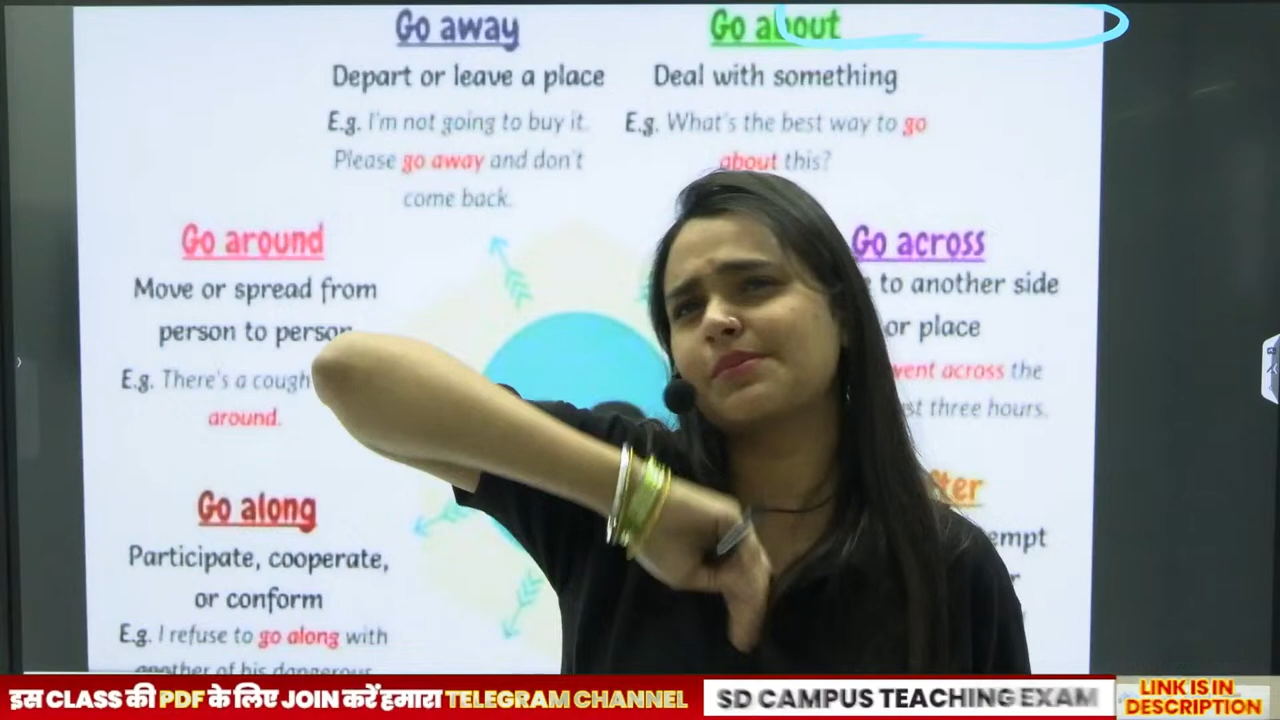 Go away
Depart or leave a place
E.g. I'm not going to buy it.
Please go away and don't
come back.
Go about
Deal with something
E.g. What's the best way to go
about this?
Go around
Move or spread from
person to person
E.g. There's a cough
around.
Go across
to another side
or place
went across the
three hours.
Go along
Participate, cooperate,
or conform
E.g. I refuse to go along with
another of his dangerous
इस CLASS की PDF के लिए JOIN करें हमारा TELEGRAM CHANNEL
SD CAMPUS TEACHING EXAM
LINK IS IN
DESCRIPTION